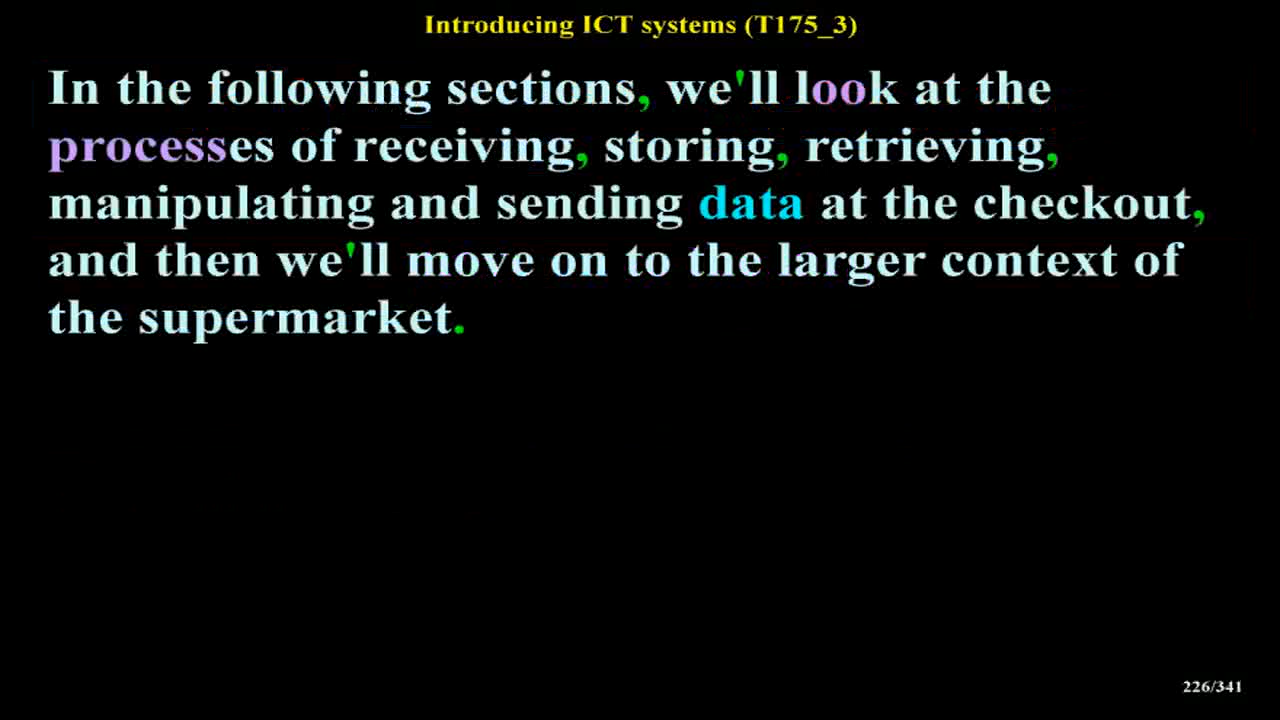 Introducing ICT systems (T175_3)
In the following sections, we'll look at the
processes of receiving, storing, retrieving,
manipulating and sending data at the checkout,
and then we'll move on to the larger context of
the supermarket.
226/341